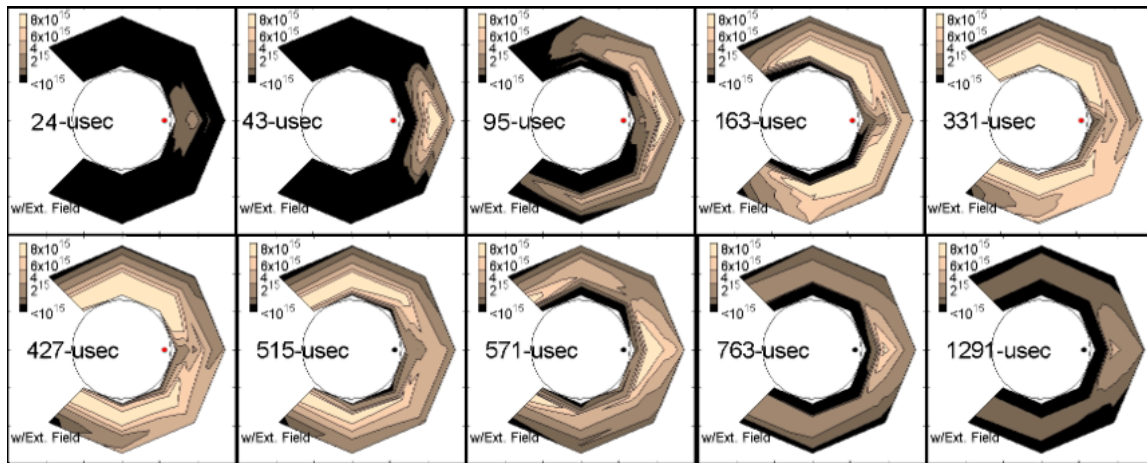 8x10¹⁵
6x10¹⁵
4
2¹⁵
<10¹⁵
24-usec
w/Ext. Field
8x10¹⁵
6x10¹⁵
4
2¹⁵
<10¹⁵
43-usec
w/Ext. Field
8x10¹⁵
6x10¹⁵
4
2¹⁵
<10¹⁵
95-usec
w/Ext. Field
8x10¹⁵
6x10¹⁵
4
2¹⁵
<10¹⁵
163-usec
w/Ext. Field
8x10¹⁵
6x10¹⁵
4
2¹⁵
<10¹⁵
331-usec
w/Ext. Field
8x10¹⁵
6x10¹⁵
4
2¹⁵
<10¹⁵
427-usec
w/Ext. Field
8x10¹⁵
6x10¹⁵
4
2¹⁵
<10¹⁵
515-usec
w/Ext. Field
8x10¹⁵
6x10¹⁵
4
2¹⁵
<10¹⁵
571-usec
w/Ext. Field
8x10¹⁵
6x10¹⁵
4
2¹⁵
<10¹⁵
763-usec
w/Ext. Field
8x10¹⁵
6x10¹⁵
4
2¹⁵
<10¹⁵
1291-usec
w/Ext. Field